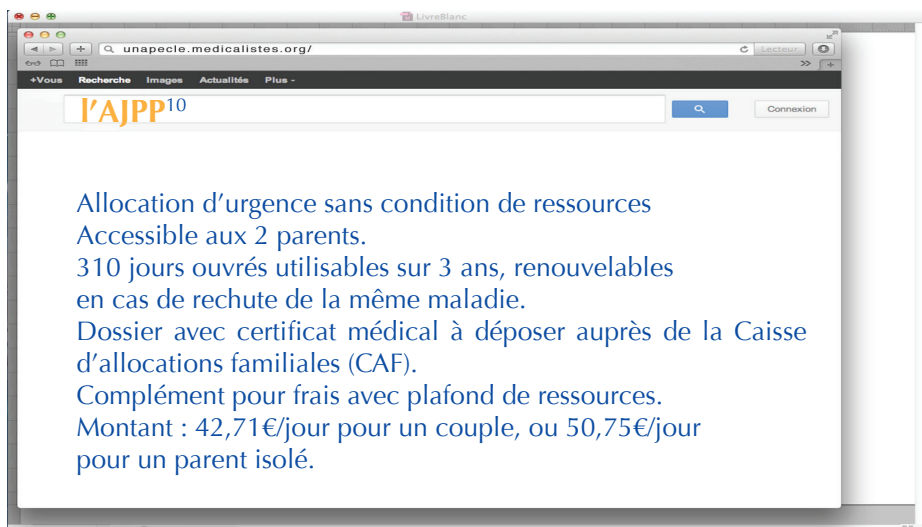 LivreBlanc
unapecle.medicalistes.org/
Lecteur
+Vous Recherche Images Actualités Plus
l'AJPP10
Connexion
Allocation d'urgence sans condition de ressources
Accessible aux 2 parents.
310 jours ouvrés utilisables sur 3 ans, renouvelables
en cas de rechute de la même maladie.
Dossier avec certificat médical à déposer auprès de la Caisse
d'allocations familiales (CAF).
Complément pour frais avec plafond de ressources.
Montant : 42,71€/jour pour un couple, ou 50,75€/jour
pour un parent isolé.